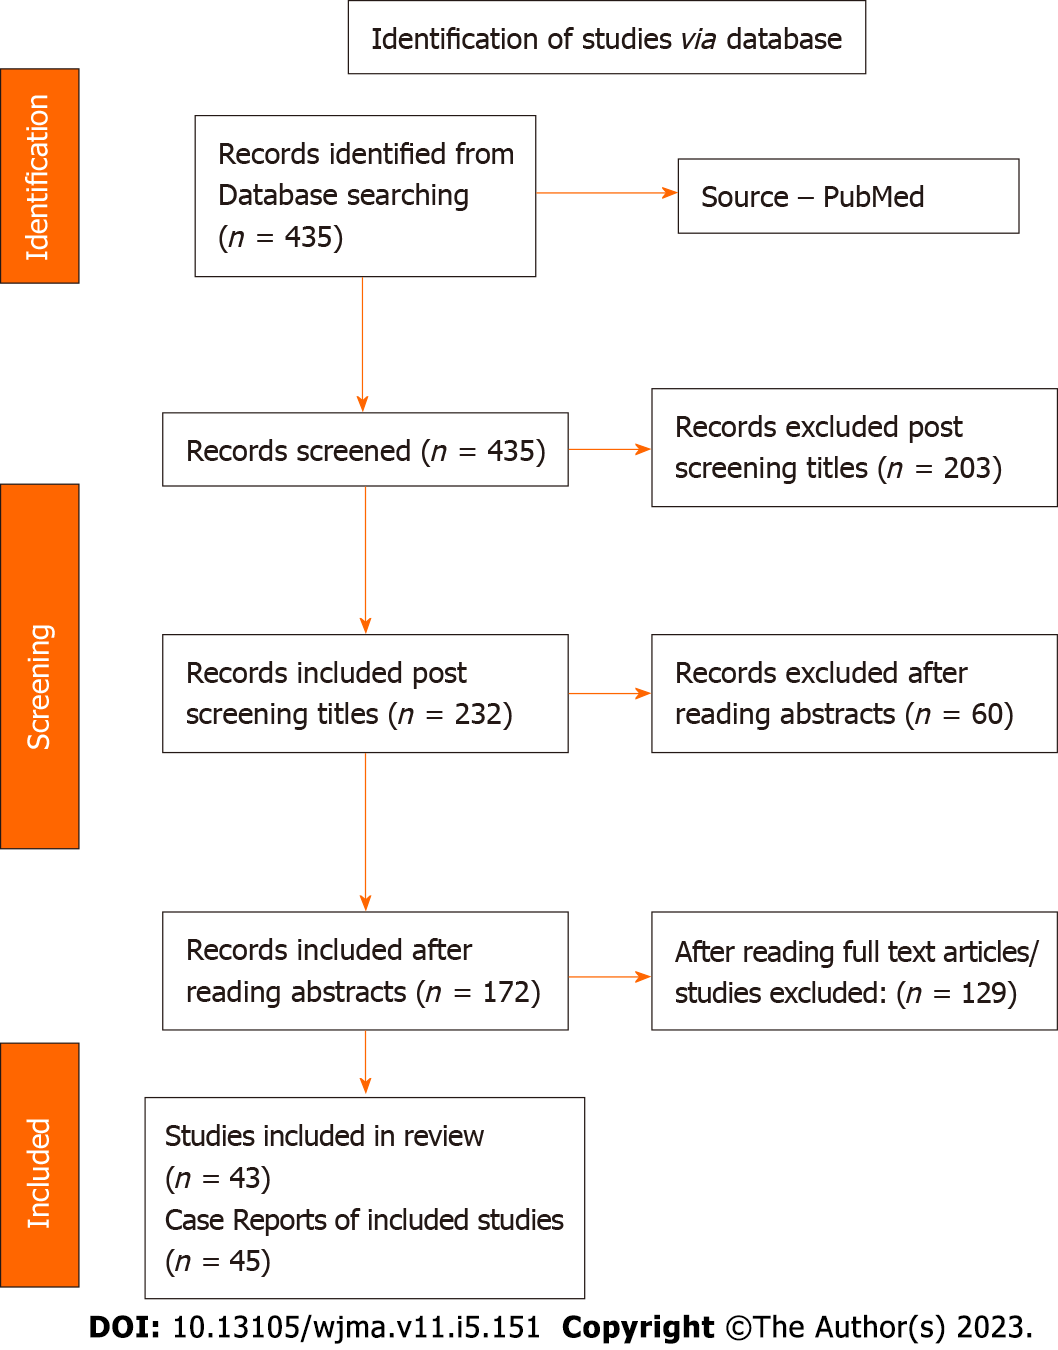 Identification of studies via database
Identification
Records identified from
Database searching
(n = 435)
Source – PubMed
Records screened (n = 435)
Records excluded post
screening titles (n = 203)
Screening
Records included post
screening titles (n = 232)
Records excluded after
reading abstracts (n = 60)
Records included after
reading abstracts (n = 172)
After reading full text articles/
studies excluded: (n = 129)
Included
Studies included in review
(n = 43)
Case Reports of included studies
(n = 45)
DOI: 10.13105/wjma.v11.i5.151 Copyright ©The Author(s) 2023.